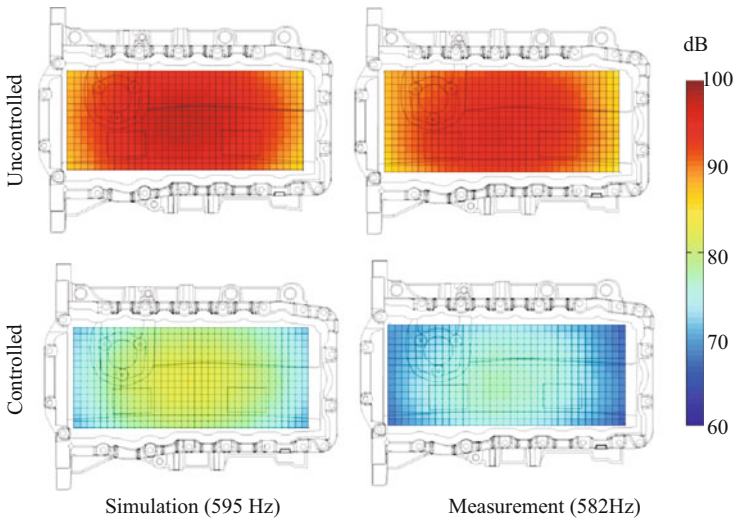 dB
Uncontrolled
100
90
80
Controlled
70
60
Simulation (595 Hz)
Measurement (582Hz)